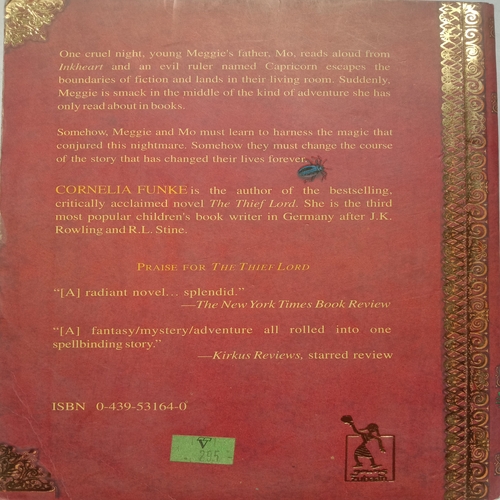 One cruel night, young Meggie's father, Mo, reads aloud from
Inkheart and an evil ruler named Capricorn escapes the
boundaries of fiction and lands in their living room. Suddenly,
Meggie is smack in the middle of the kind of adventure she has
only read about in books.
Somehow, Meggie and Mo must learn to harness the magic that
conjured this nightmare. Somehow they must change the course
of the story that has changed their lives forever.
CORNELIA FUNKE is the author of the bestselling,
critically acclaimed novel The Thief Lord. She is the third
most popular children's book writer in Germany after J.K.
Rowling and R.L. Stine.
PRAISE FOR THE THIEF LORD
“[A] radiant novel... splendid.”
—The New York Times Book Review
“[A] fantasy/mystery/adventure all rolled into one
spellbinding story.”
—Kirkus Reviews, starred review
ISBN 0-439-53164-0
V